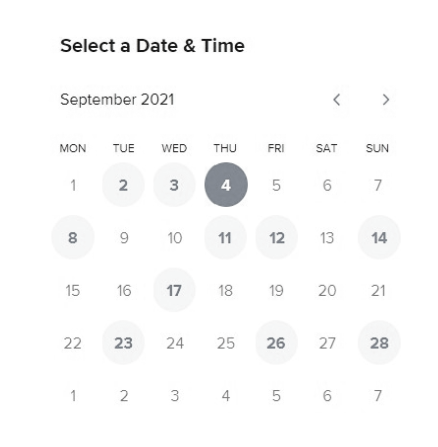 Select a Date & Time
September 2021
MON TUE WED THU FRI SAT SUN
1 2 3 4 5 6 7
8 9 10 11 12 13 14
15 16 17 18 19 20 21
22 23 24 25 26 27 28
1 2 3 4 5 6 7